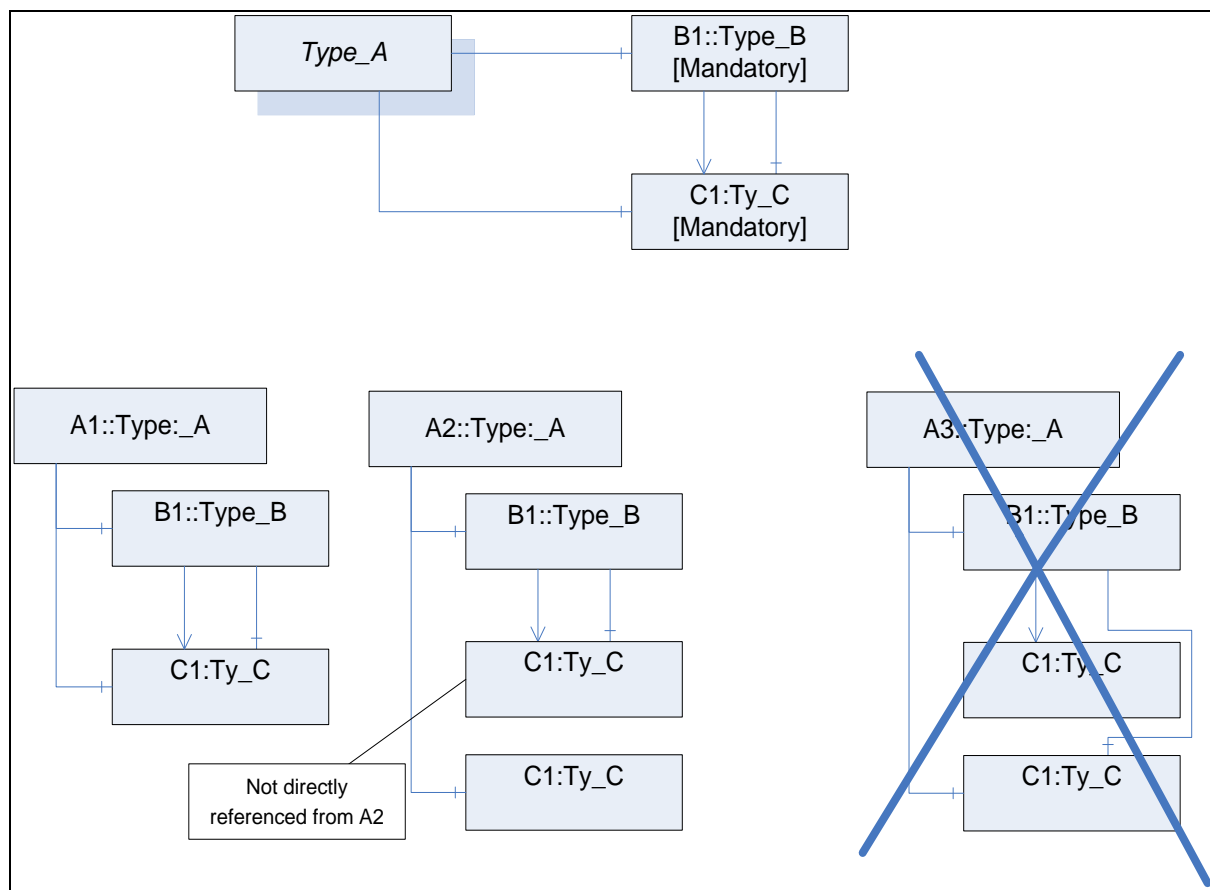 Type_A
B1::Type_B
[Mandatory]
C1:Ty_C
[Mandatory]
A1::Type:_A
B1::Type_B
C1:Ty_C
A2::Type:_A
B1::Type_B
C1:Ty_C
C1:Ty_C
Not directly
referenced from A2
A3::Type:_A
B1::Type_B
C1:Ty_C
C1:Ty_C